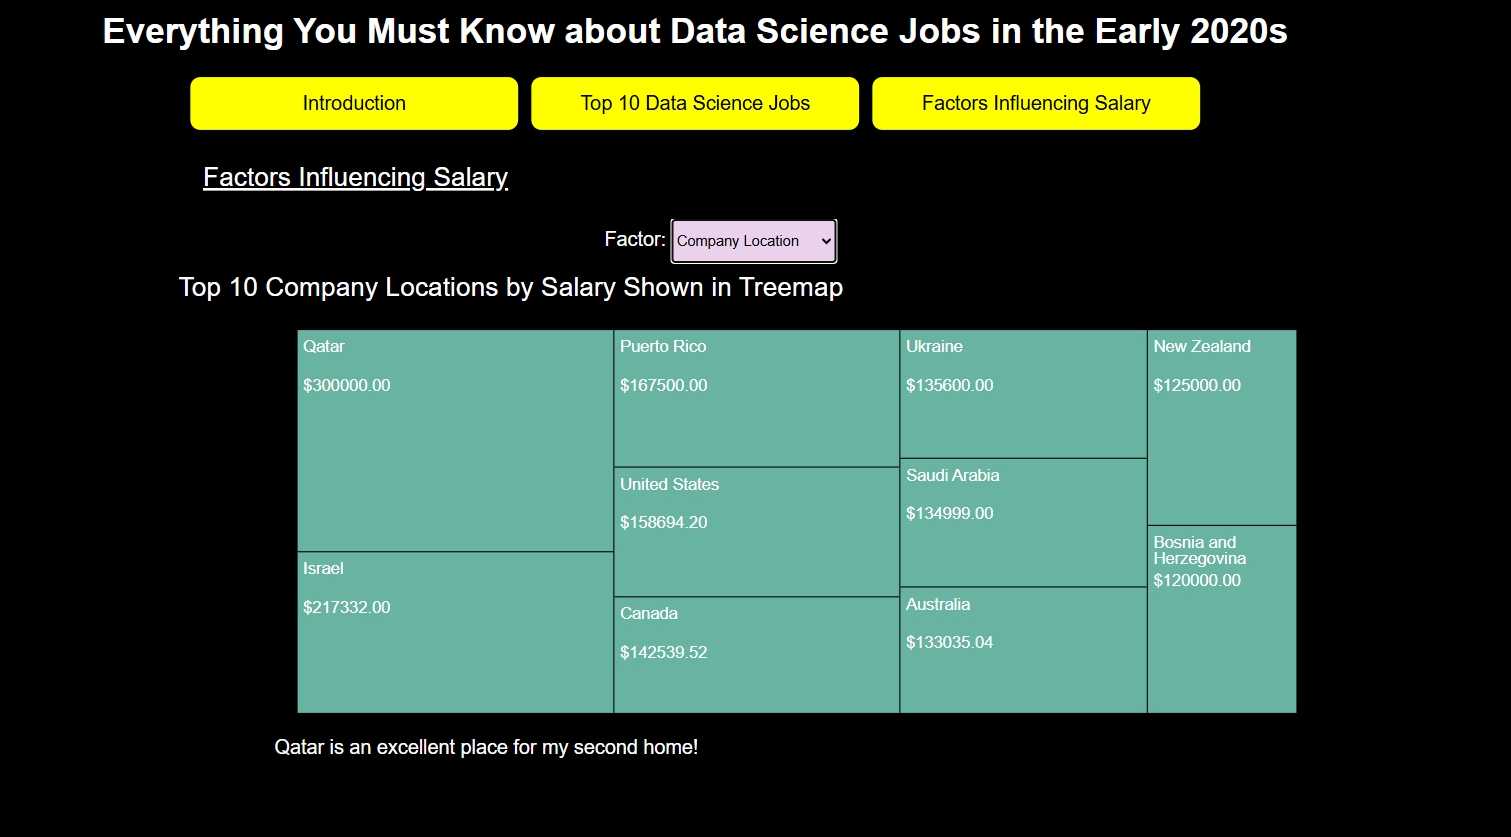 Everything You Must Know about Data Science Jobs in the Early 2020s
Introduction
Top 10 Data Science Jobs
Factors Influencing Salary
Factors Influencing Salary
Factor:
Company Location
Top 10 Company Locations by Salary Shown in Treemap
Qatar
$300000.00
Israel
$217332.00
Puerto Rico
$167500.00
United States
$158694.20
Canada
$142539.52
Ukraine
$135600.00
Saudi Arabia
$134999.00
Australia
$133035.04
New Zealand
$125000.00
Bosnia and
Herzegovina
$120000.00
Qatar is an excellent place for my second home!